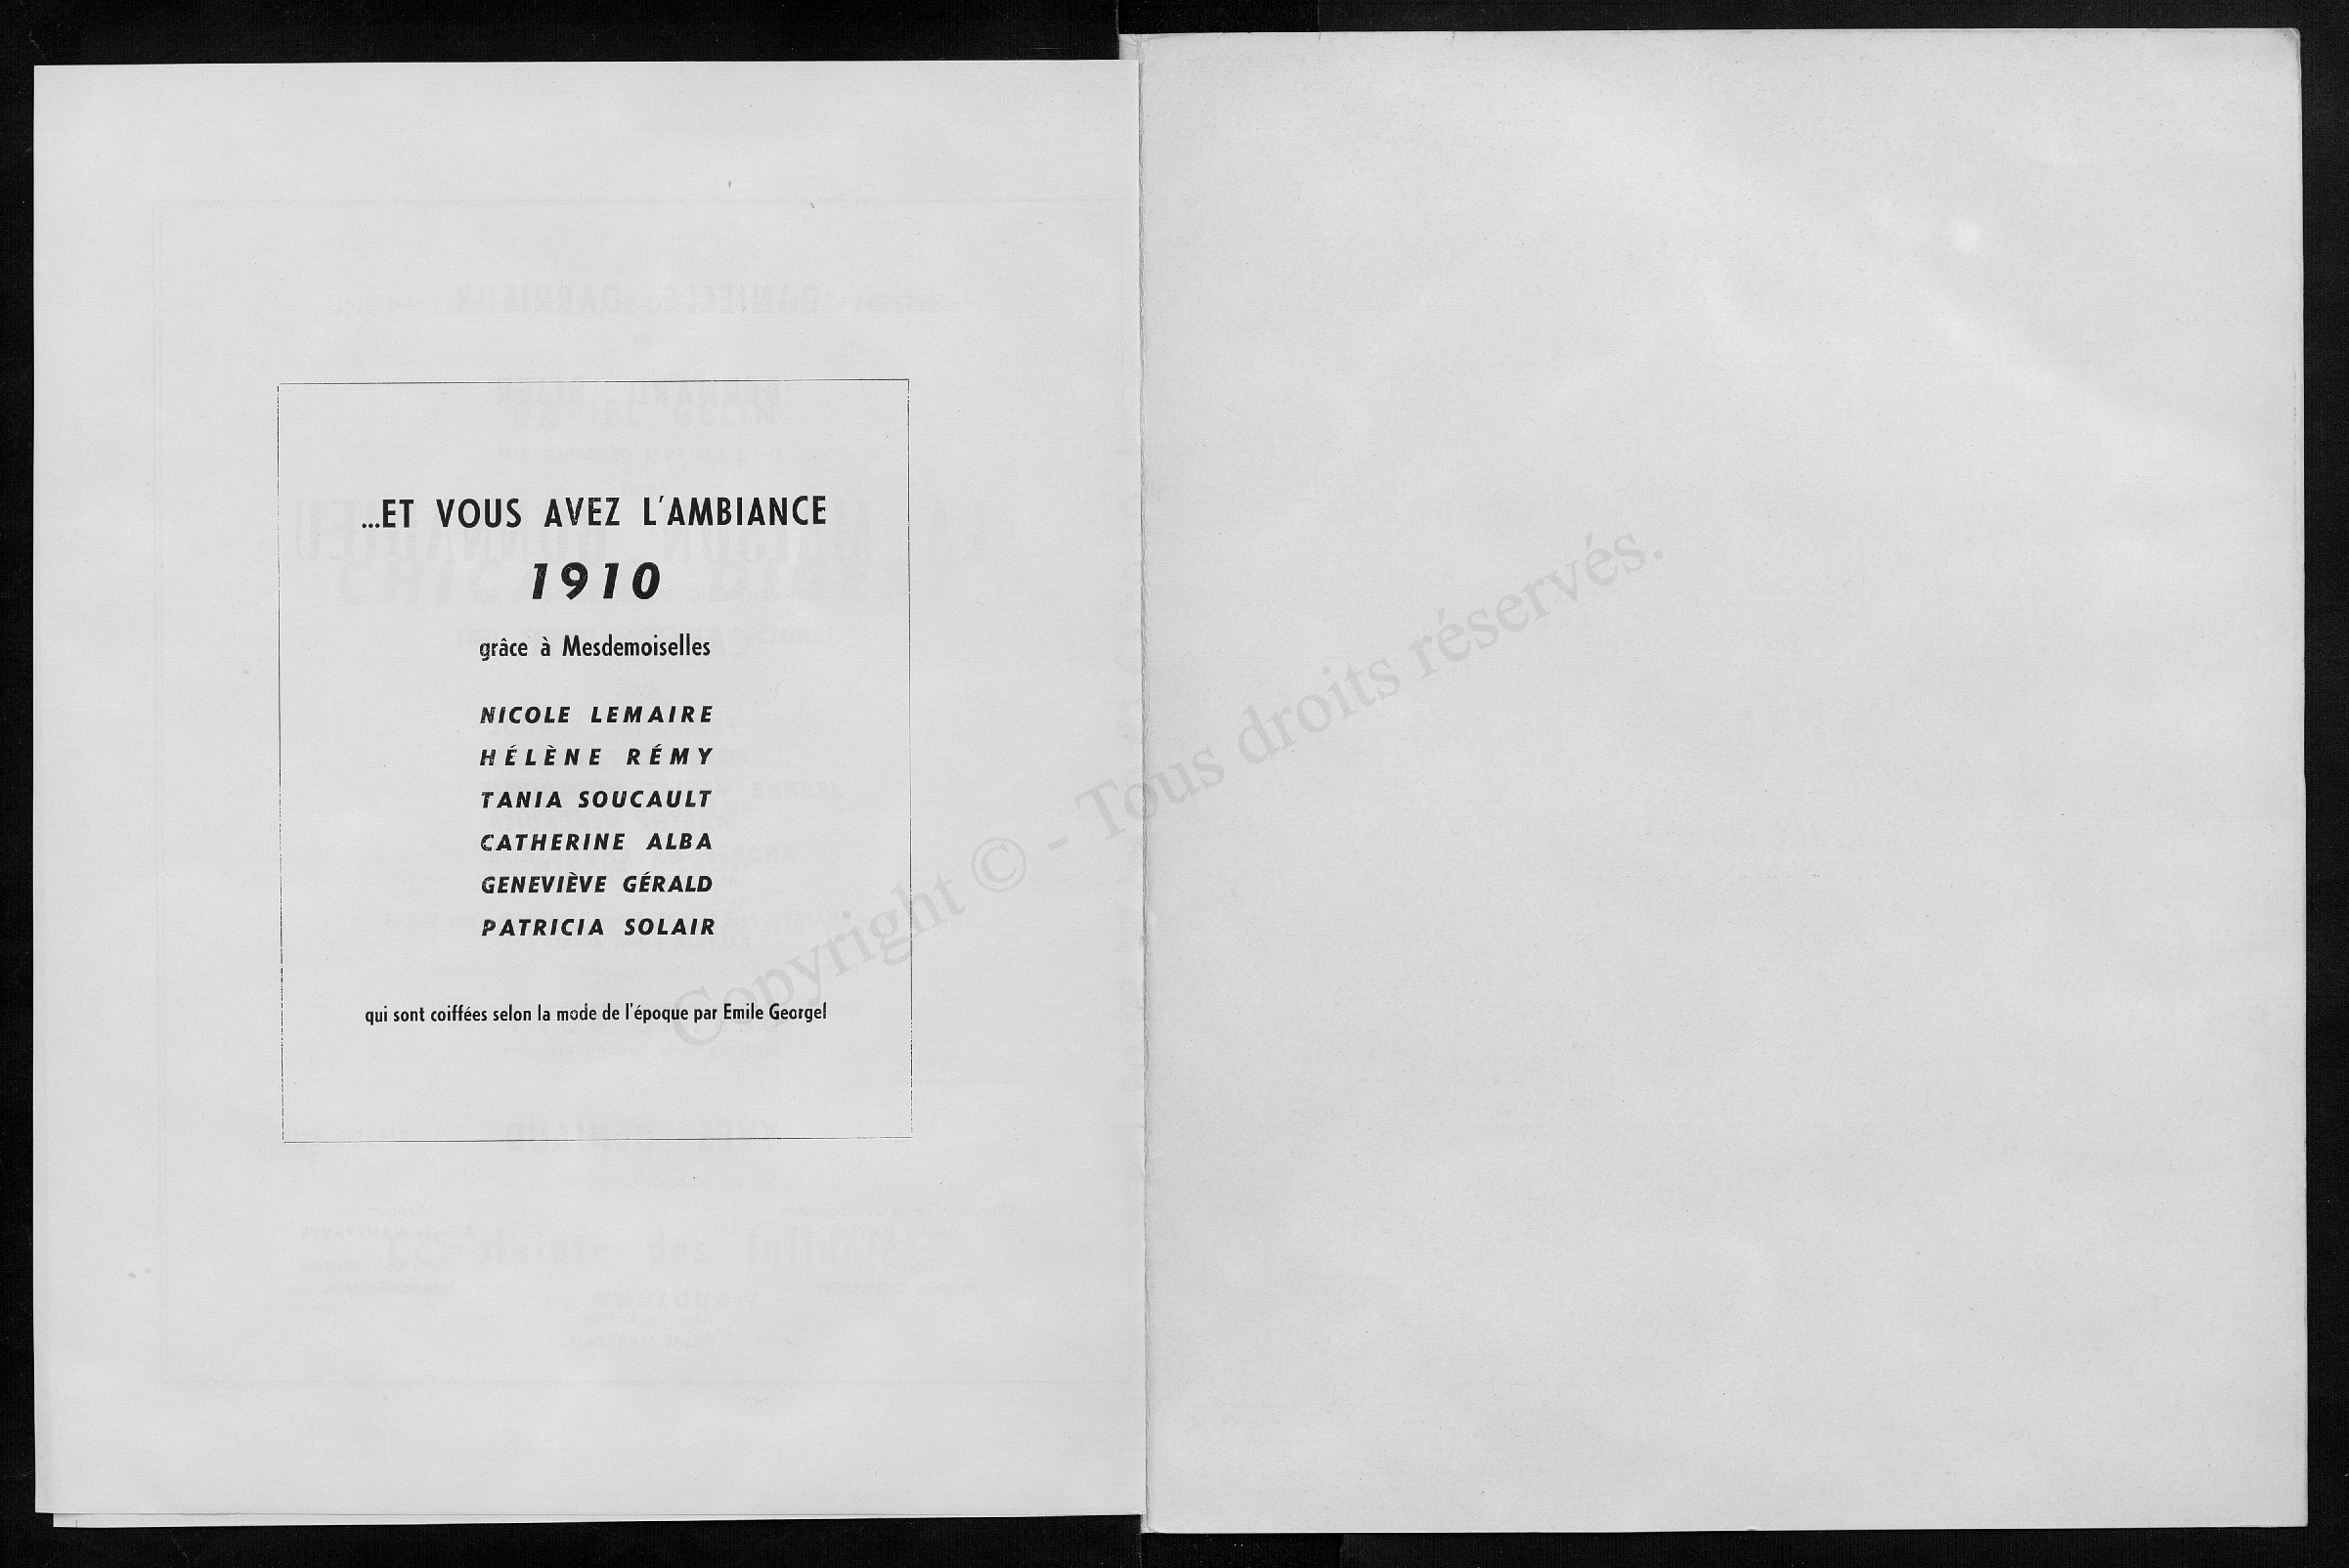 ...ET VOUS AVEZ L'AMBIANCE
1910
grâce à Mesdemoiselles
NICOLE LEMAIRE
HÉLÈNE RÉMY
TANIA SOUCAULT
CATHERINE ALBA
GENEVIÈVE GÉRALD
PATRICIA SOLAIR
qui sont coiffées selon la mode de l'époque par Emile Georgel
Copyright © - Tous droits réservés.